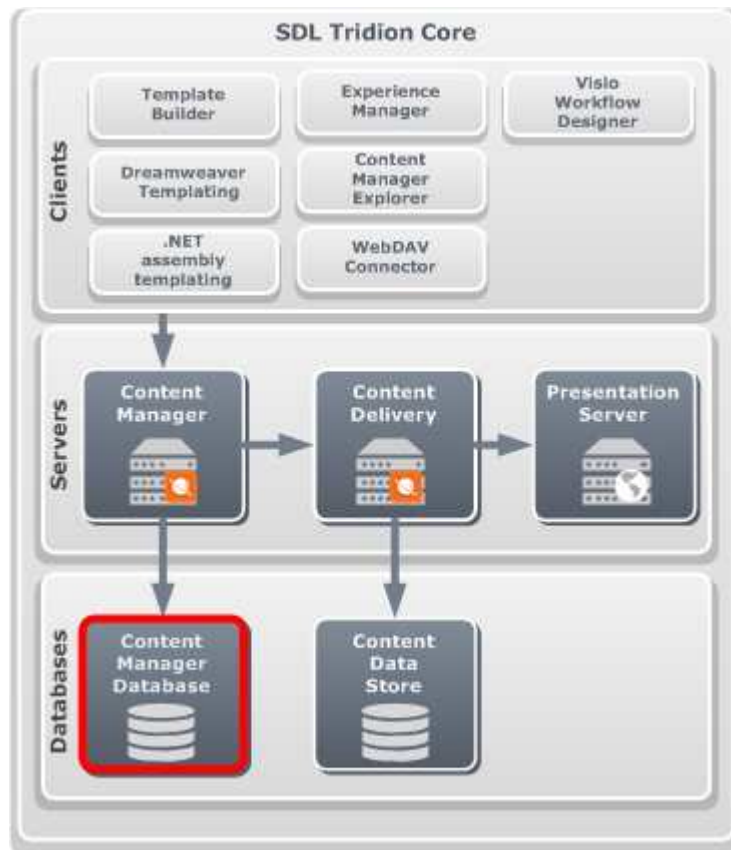 SDL Tridion Core
Clients
Template
Builder
Experience
Manager
Visio
Workflow
Designer
Dreamweaver
Templating
Content
Manager
Explorer
.NET
assembly
templating
WebDAV
Connector
Servers
Content
Manager
Content
Delivery
Presentation
Server
Databases
Content
Manager
Database
Content
Data
Store